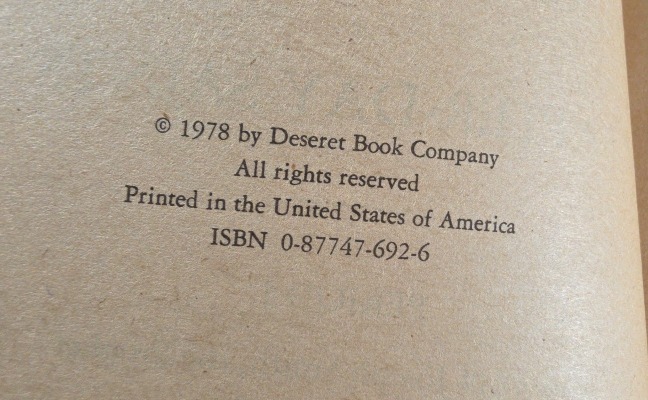 © 1978 by Deseret Book Company
All rights reserved
Printed in the United States of America
ISBN 0-87747-692-6